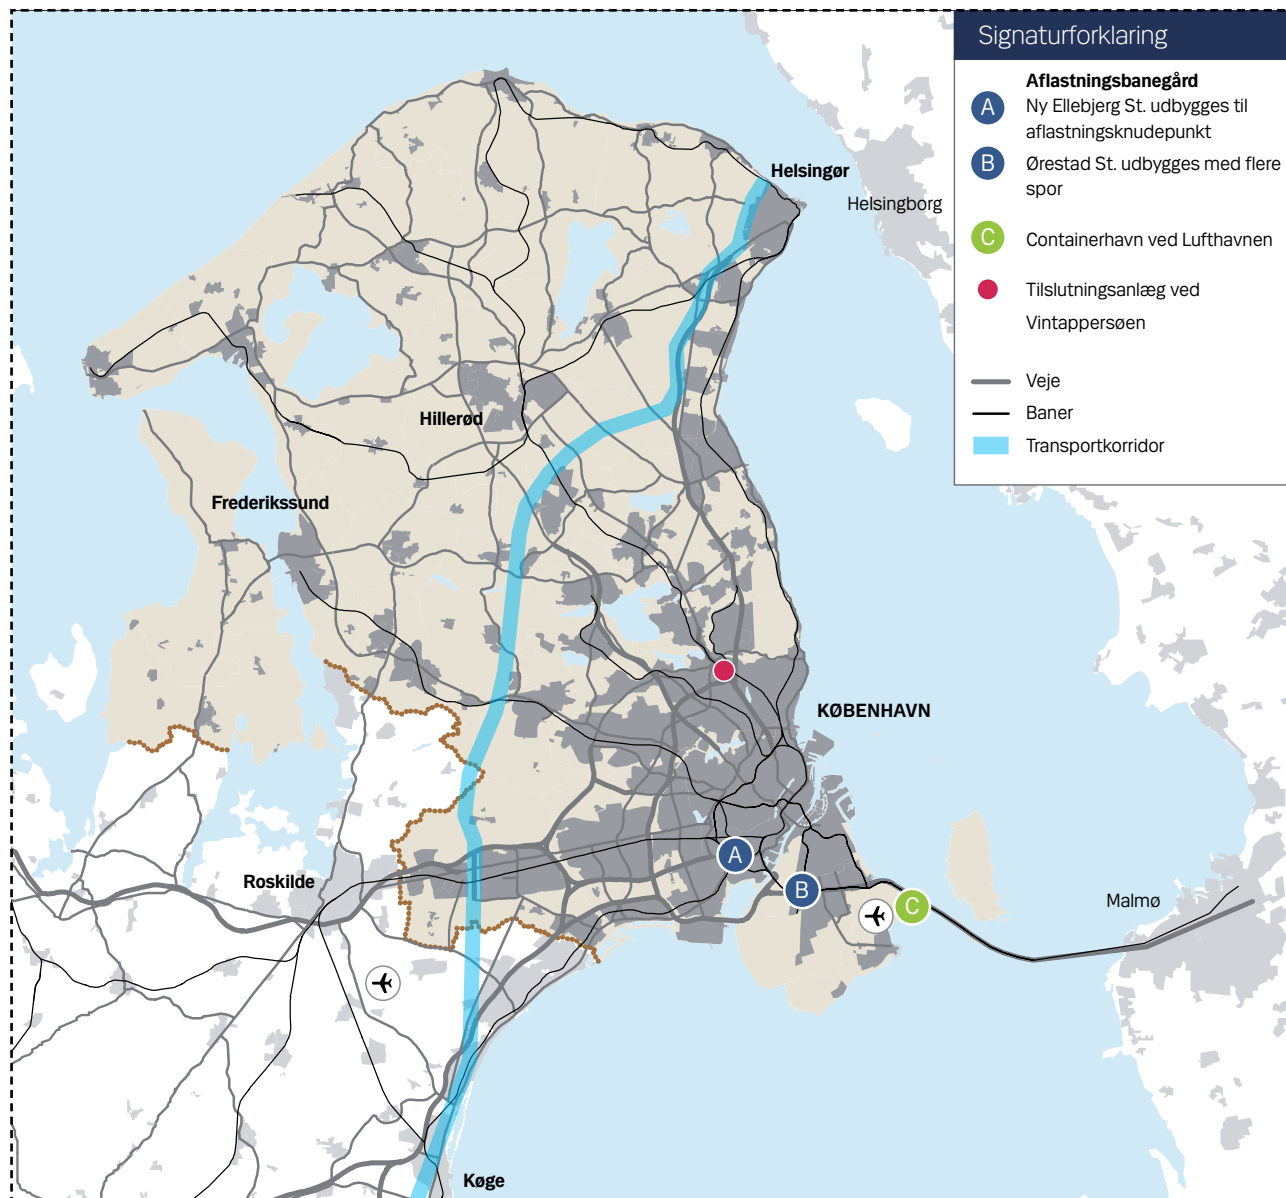 Signaturforklaring
Aflastningsbanegård
A
Ny Ellebjerg St. udbygges til
aflastningsknudepunkt
B
Ørestad St. udbygges med flere
spor
C
Containerhavn ved Lufthavnen
Tilslutningsanlæg ved
Vintappersøen
Veje
Baner
Transportkorridor
Helsingør
Helsingborg
Hillerød
Frederikssund
KØBENHAVN
A
B
C
Roskilde
Malmø
Køge